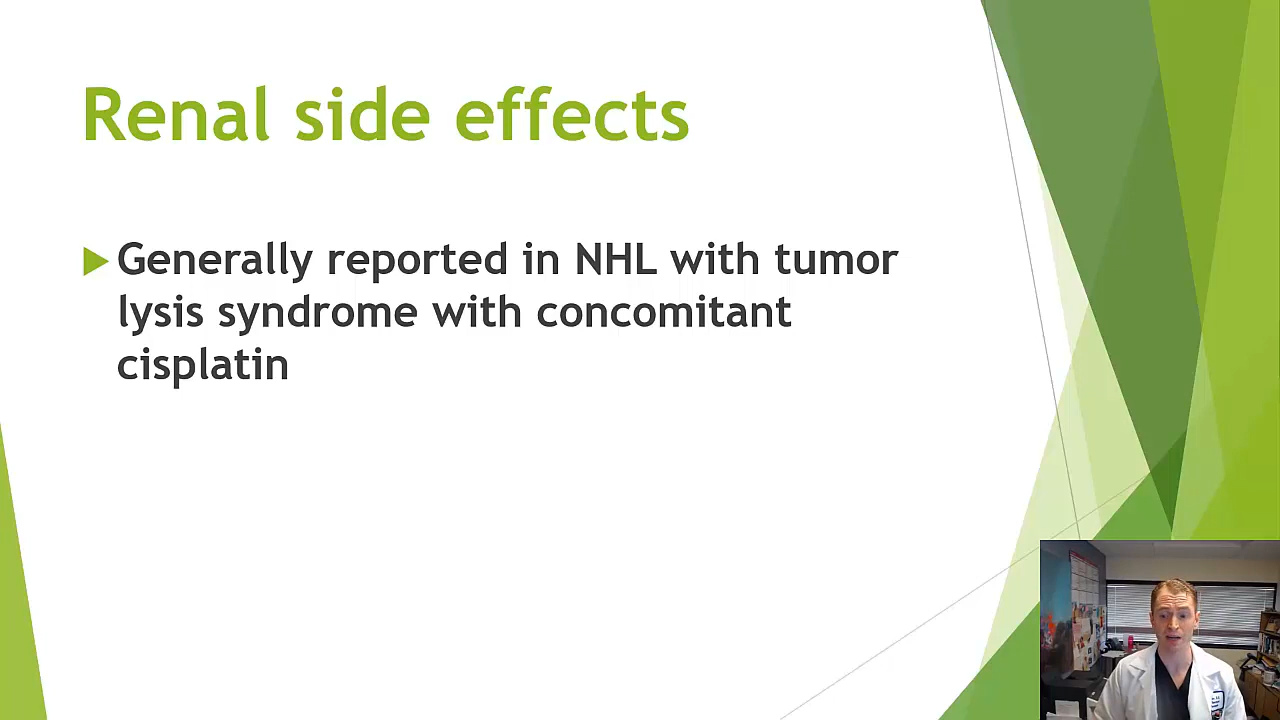 Renal side effects
Generally reported in NHL with tumor
lysis syndrome with concomitant
cisplatin